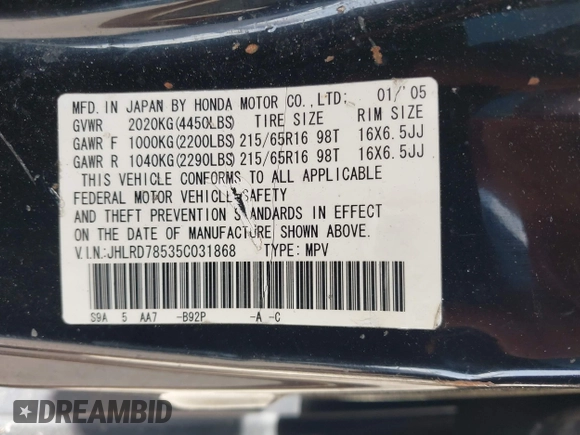 MFD. IN JAPAN BY HONDA MOTOR CO.,LTD: 01/'05
GVWR 2020KG(4450LBS) TIRE SIZE RIM SIZE
GAWR F 1000KG(2200LBS) 215/65R16 98T 16X6.5JJ
GAWR R 1040KG(2290LBS) 215/65R16 98T 16X6.5JJ
THIS VEHICLE CONFORMS TO ALL APPLICABLE
FEDERAL MOTOR VEHICLE SAFETY
AND THEFT PREVENTION STANDARDS IN EFFECT
ON THE DATE OF MANUFACTURE SHOWN ABOVE.
V.I.N.:JHLRD78535C031868 TYPE: MPV
S9A 5 AA7 -B92P -A -C
DREAMBID